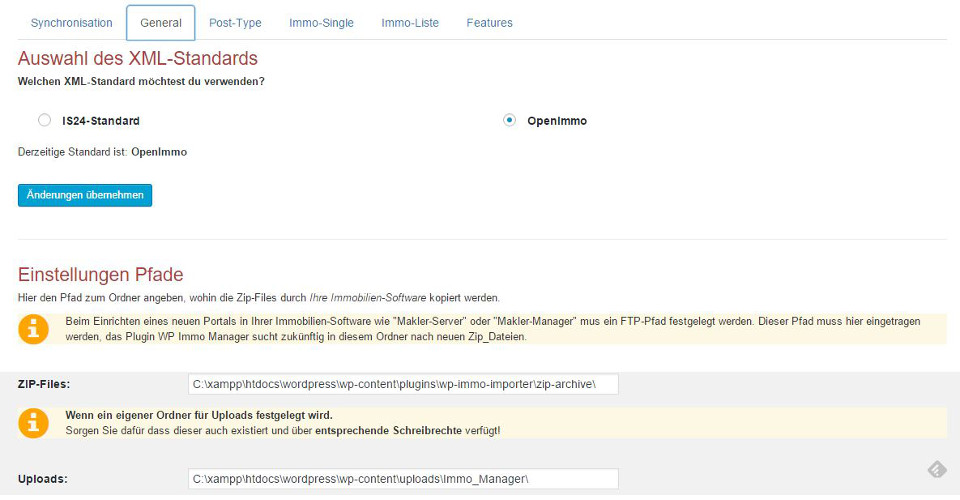 Synchronisation General Post-Type Immo-Single Immo-Liste Features
Auswahl des XML-Standards
Welchen XML-Standard möchtest du verwenden?
IS24-Standard OpenImmo
Derzeitige Standard ist: OpenImmo
Änderungen übernehmen
Einstellungen Pfade
Hier den Pfad zum Ordner angeben, wohin die Zip-Files durch Ihre Immobilien-Software kopiert werden.
Beim Einrichten eines neuen Portals in Ihrer Immobilien-Software wie "Makler-Server" oder "Makler-Manager" mus ein FTP-Pfad festgelegt werden. Dieser Pfad muss hier eingetragen
werden, das Plugin WP Immo Manager sucht zukünftig in diesem Ordner nach neuen Zip_Dateien.
ZIP-Files: C:\xampp\htdocs\wordpress\wp-content\plugins\wp-immo-importer\zip-archive\
Wenn ein eigener Ordner für Uploads festgelegt wird.
Sorgen Sie dafür dass dieser auch existiert und über entsprechende Schreibrechte verfügt!
Uploads: C:\xampp\htdocs\wordpress\wp-content\uploads\Immo_Manager\